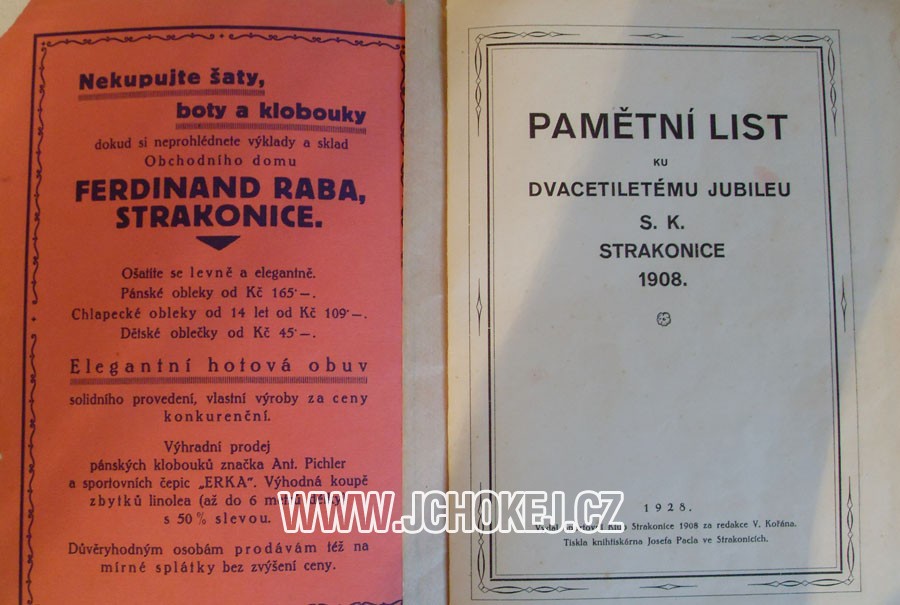 Nekupujte šaty,
boty a klobouky
dokud si neprohlédnete výklady a sklad
Obchodního domu
FERDINAND RABA,
STRAKONICE.
Ošatíte se levně a elegantně.
Pánské obleky od Kč 165·—.
Chlapecké obleky od 14 let od Kč 109·—.
Dětské oblečky od Kč 45·—.
Elegantní hotová obuv
solidního provedení, vlastní výroby za ceny
konkurenční.
Výhradní prodej
pánských klobouků značka Ant. Pichler
a sportovních čepic „ERKA". Výhodná koupě
zbytků linolea (až do 6 metrů délky)
s 50% slevou.
Důvěryhodným osobám prodávám též na
mírné splátky bez zvýšení ceny.
PAMĚTNÍ LIST
KU
DVACETILETÉMU JUBILEU
S. K.
STRAKONICE
1908.
1928.
Vydal Sportovní klub Strakonice 1908 za redakce V. Kořána.
Tiskla knihtiskárna Josefa Pacla ve Strakonicích.
WWW.JCHOKEJ.CZ